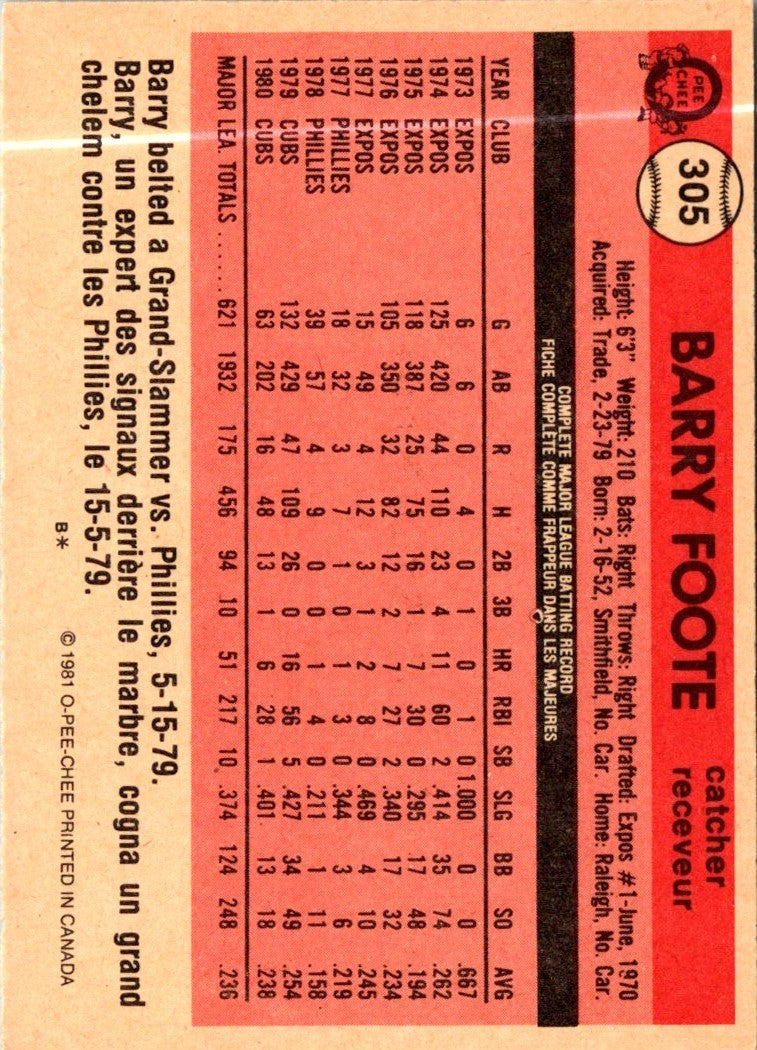 O PEE CHEE
305
BARRY FOOTE
catcher
receveur
Height: 6'3" Weight: 210 Bats: Right Throws: Right Drafted: Expos #1-June, 1970
Acquired: Trade, 2-23-79 Born: 2-16-52, Smithfield, No. Car. Home: Raleigh, No. Car.
COMPLETE MAJOR LEAGUE BATTING RECORD
FICHE COMPLETE COMME FRAPPEUR DANS LES MAJEURES
YEAR CLUB G AB R H 2B 3B HR RBI SB SLG BB SO AVG
1973 EXPOS 6 6 0 4 0 1 0 1 0 1.000 0 0 .667
1974 EXPOS 125 420 44 110 23 4 11 60 2 .414 35 74 .262
1975 EXPOS 118 387 25 75 16 1 7 30 0 .295 17 48 .194
1976 EXPOS 105 350 32 82 12 2 7 27 2 .340 17 32 .234
1977 EXPOS 15 49 4 12 3 1 2 8 0 .469 4 10 .245
1977 PHILLIES 18 32 3 7 1 0 1 3 0 .344 3 6 .219
1978 PHILLIES 39 57 4 9 0 0 1 4 0 .211 1 11 .158
1979 CUBS 132 429 47 109 26 0 16 56 5 .427 34 49 .254
1980 CUBS 63 202 16 48 13 1 6 28 1 .401 13 18 .238
MAJOR LEA. TOTALS ...... 621 1932 175 456 94 10 51 217 10 .374 124 248 .236
Barry belted a Grand-Slammer vs. Phillies, 5-15-79.
Barry, un expert des signaux derrière le marbre, cogna un grand
chelem contre les Phillies, le 15-5-79.
B*
© 1981 O-PEE-CHEE PRINTED IN CANADA